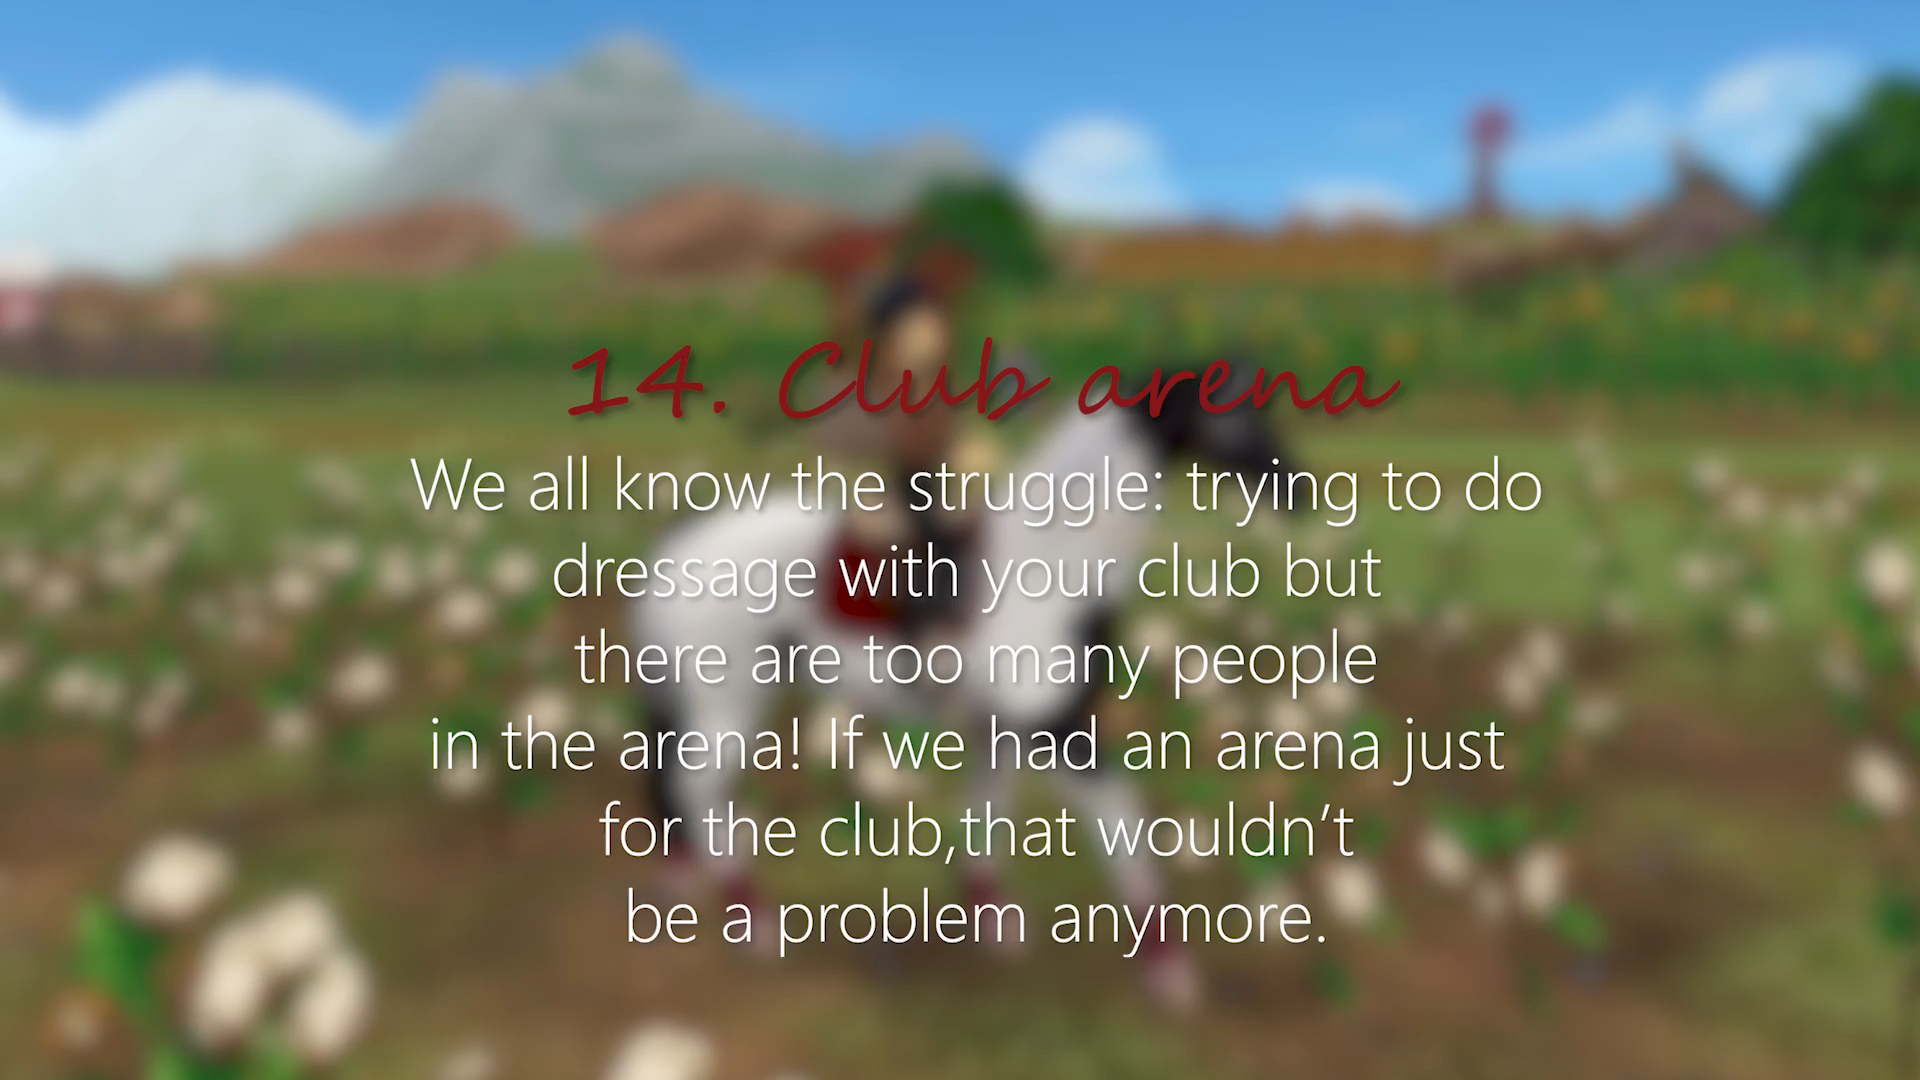 14. Club arena
We all know the struggle: trying to do
dressage with your club but
there are too many people
in the arena! If we had an arena just
for the club,that wouldn’t
be a problem anymore.